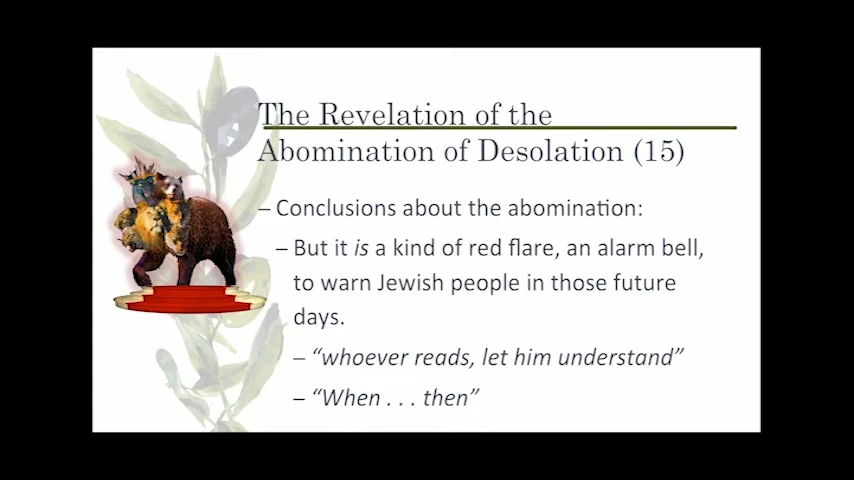 The Revelation of the
Abomination of Desolation (15)
– Conclusions about the abomination:
– But it is a kind of red flare, an alarm bell,
to warn Jewish people in those future
days.
– “whoever reads, let him understand”
– “When . . . then”